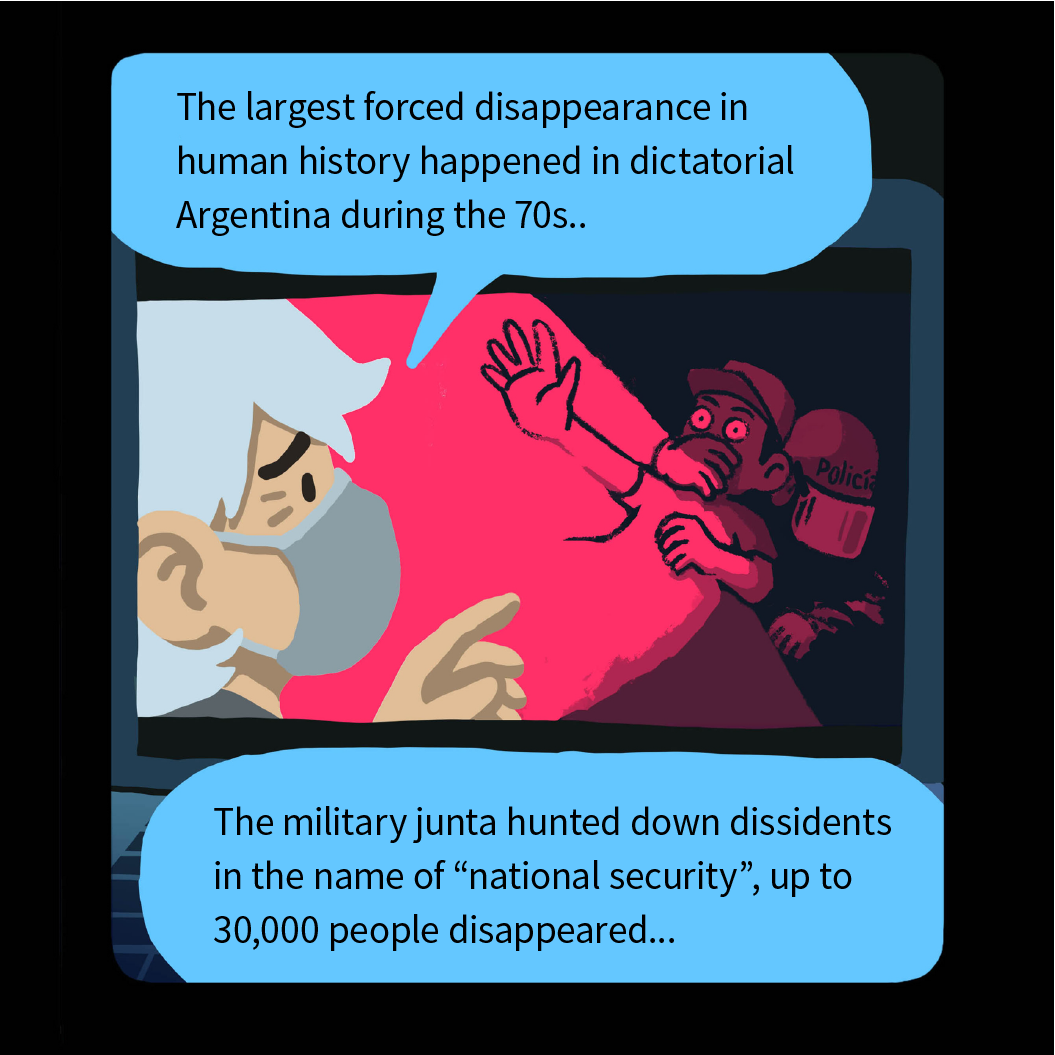 The largest forced disappearance in
human history happened in dictatorial
Argentina during the 70s..
Policía
The military junta hunted down dissidents
in the name of “national security”, up to
30,000 people disappeared...